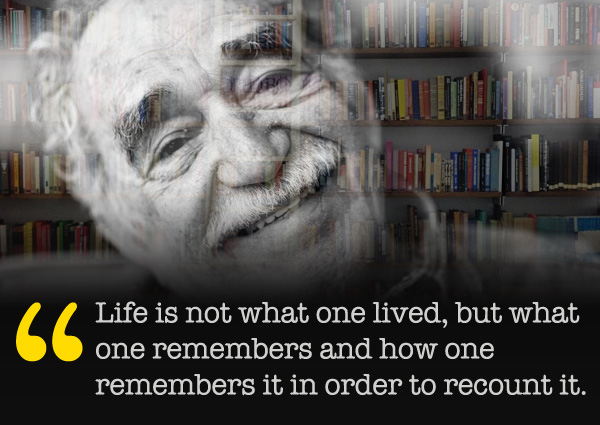 “
Life is not what one lived, but what
one remembers and how one
remembers it in order to recount it.